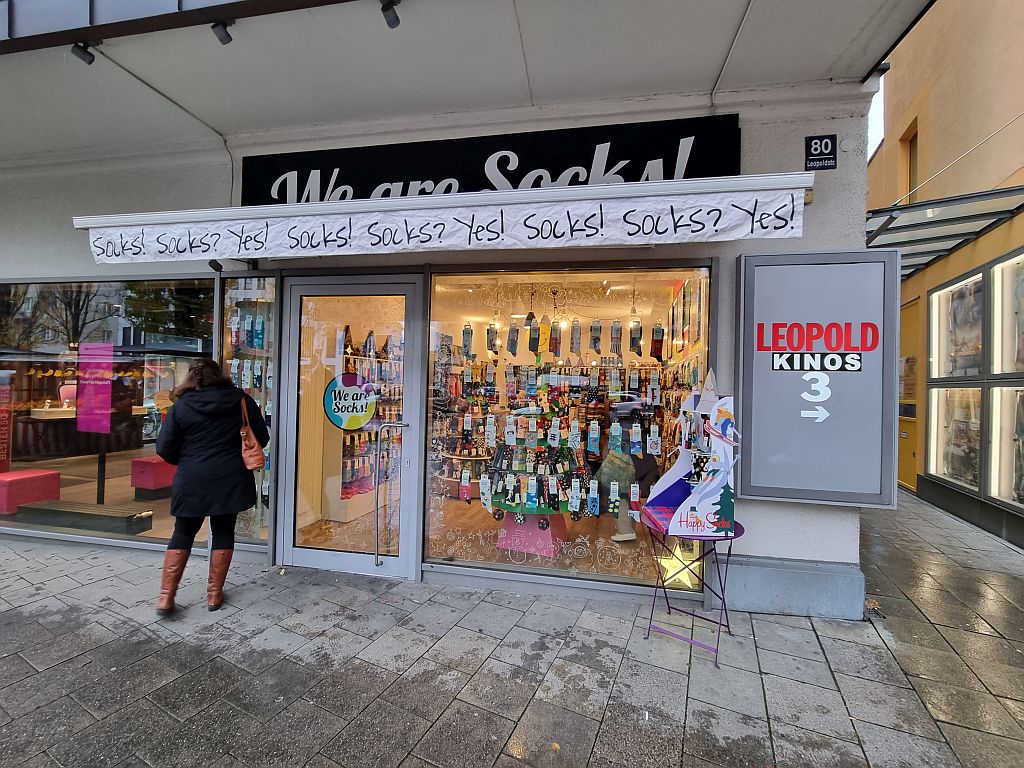 We are Socks!
80
Leopoldstr.
Socks! Socks? Yes! Socks! Socks? Yes! Socks! Socks? Yes!
LEOPOLD
KINOS
3
→
We are
Socks!
Happy Socks